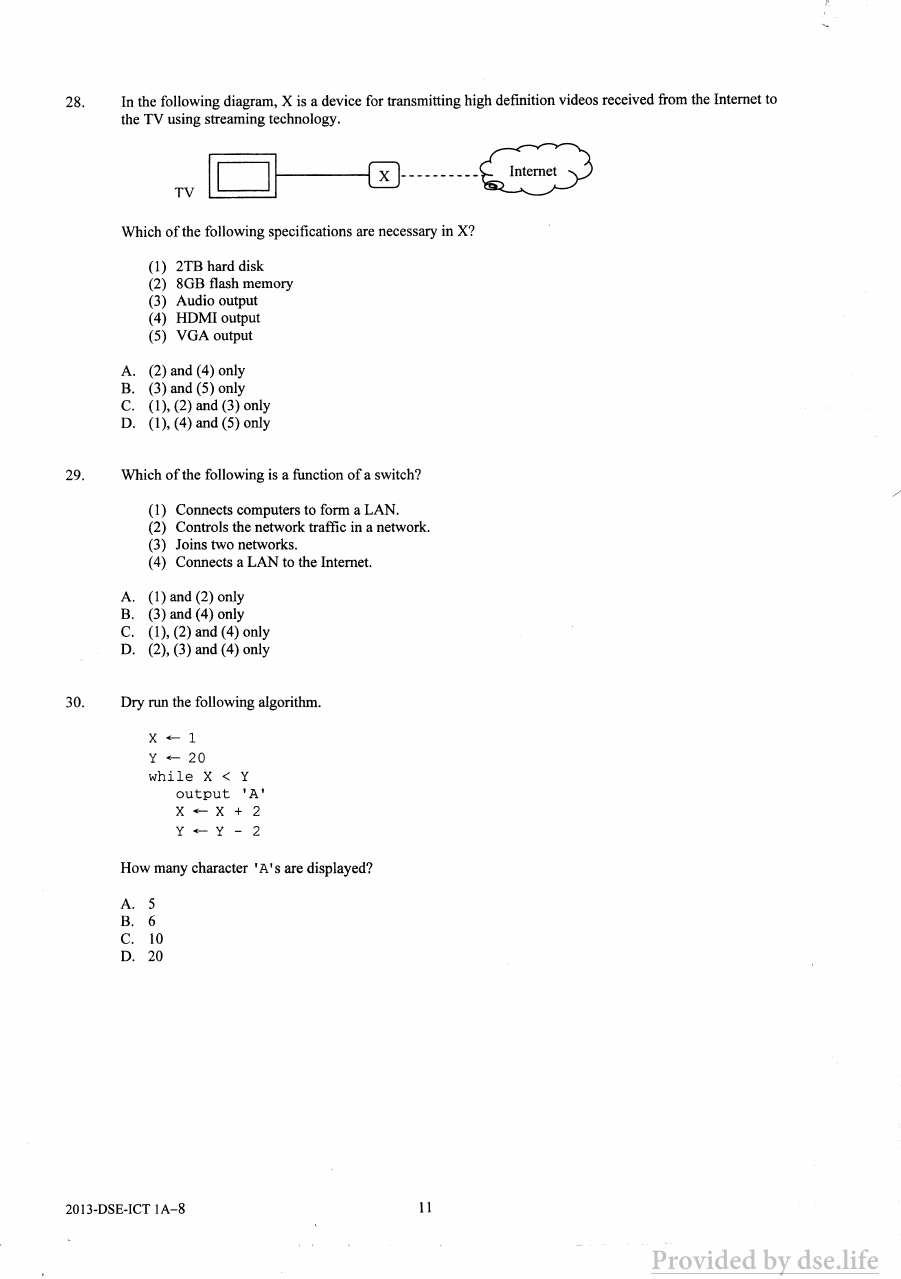 28. In the following diagram, X is a device for transmitting high definition videos received from the Internet to
the TV using streaming technology.
TV
X
Internet
Which of the following specifications are necessary in X?
(1) 2TB hard disk
(2) 8GB flash memory
(3) Audio output
(4) HDMI output
(5) VGA output
A. (2) and (4) only
B. (3) and (5) only
C. (1), (2) and (3) only
D. (1), (4) and (5) only
29. Which of the following is a function of a switch?
(1) Connects computers to form a LAN.
(2) Controls the network traffic in a network.
(3) Joins two networks.
(4) Connects a LAN to the Internet.
A. (1) and (2) only
B. (3) and (4) only
C. (1), (2) and (4) only
D. (2), (3) and (4) only
30. Dry run the following algorithm.
X ← 1
Y ← 20
while X < Y
output 'A'
X ← X + 2
Y ← Y - 2
How many character 'A's are displayed?
A. 5
B. 6
C. 10
D. 20
2013-DSE-ICT 1A–8
11
Provided by dse.life